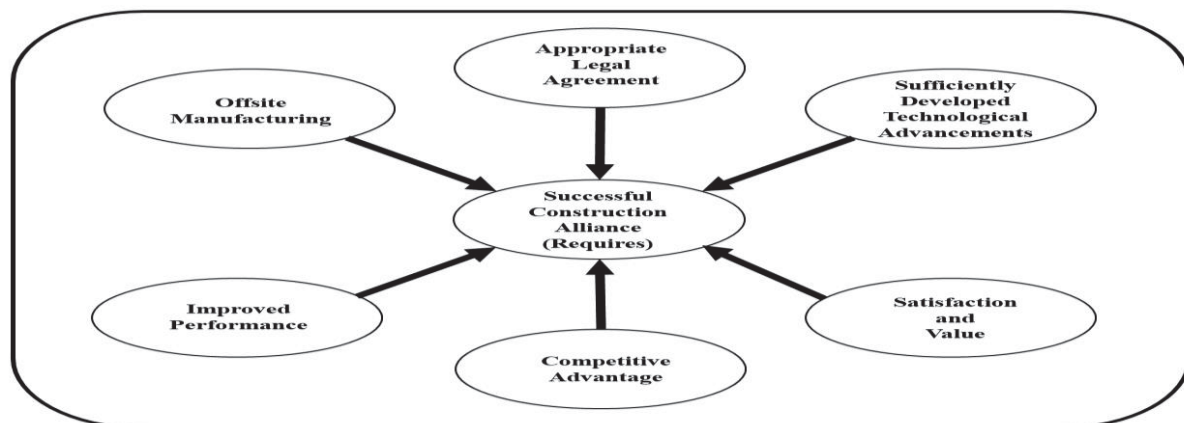 Appropriate
Legal
Agreement
Offsite
Manufacturing
Sufficiently
Developed
Technological
Advancements
Successful
Construction
Alliance
(Requires)
Improved
Performance
Satisfaction
and
Value
Competitive
Advantage